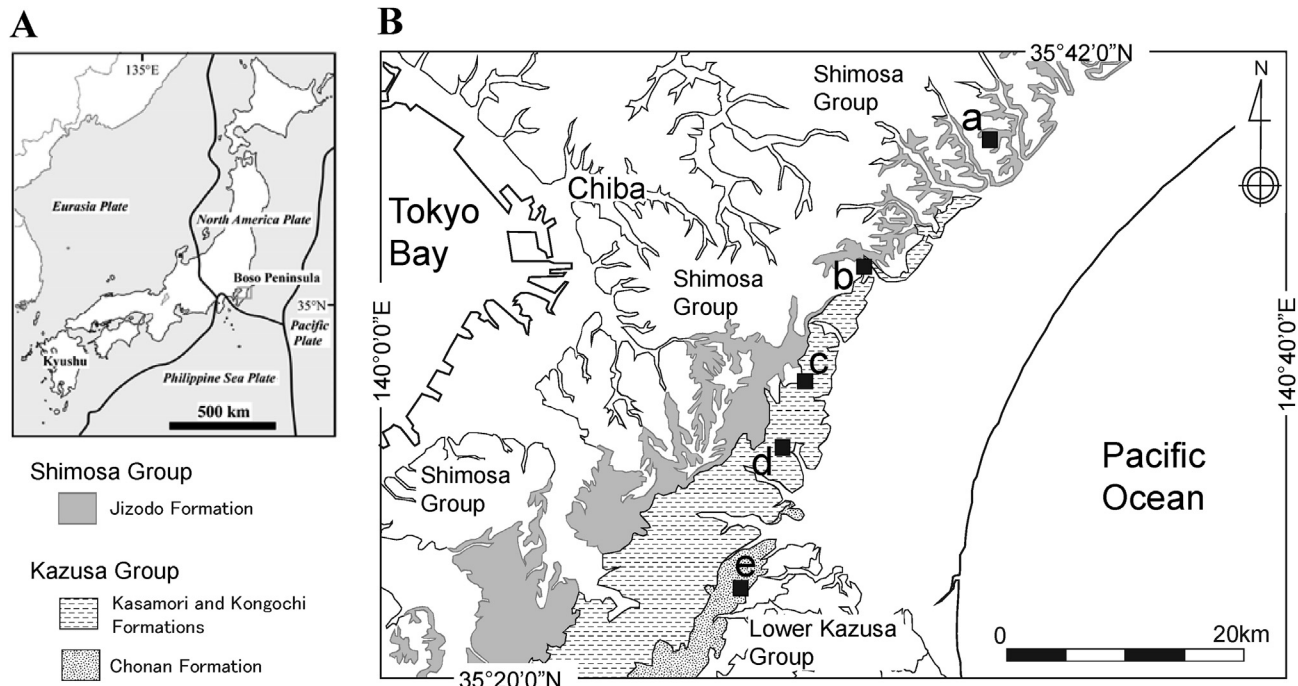 A
135°E
Eurasia Plate
North America Plate
Boso Peninsula
35°N
Pacific
Plate
Kyushu
Philippine Sea Plate
500 km
Shimosa Group
Jizodo Formation
Kazusa Group
Kasamori and Kongochi
Formations
Chonan Formation
B
35°42'0"N
Shimosa
Group
N
a
Chiba
Tokyo
Bay
Shimosa
Group
b
140°0'0"E
140°40'0"E
c
d
Shimosa
Group
Pacific
Ocean
e
Lower Kazusa
Group
0
20km
35°20'0"N